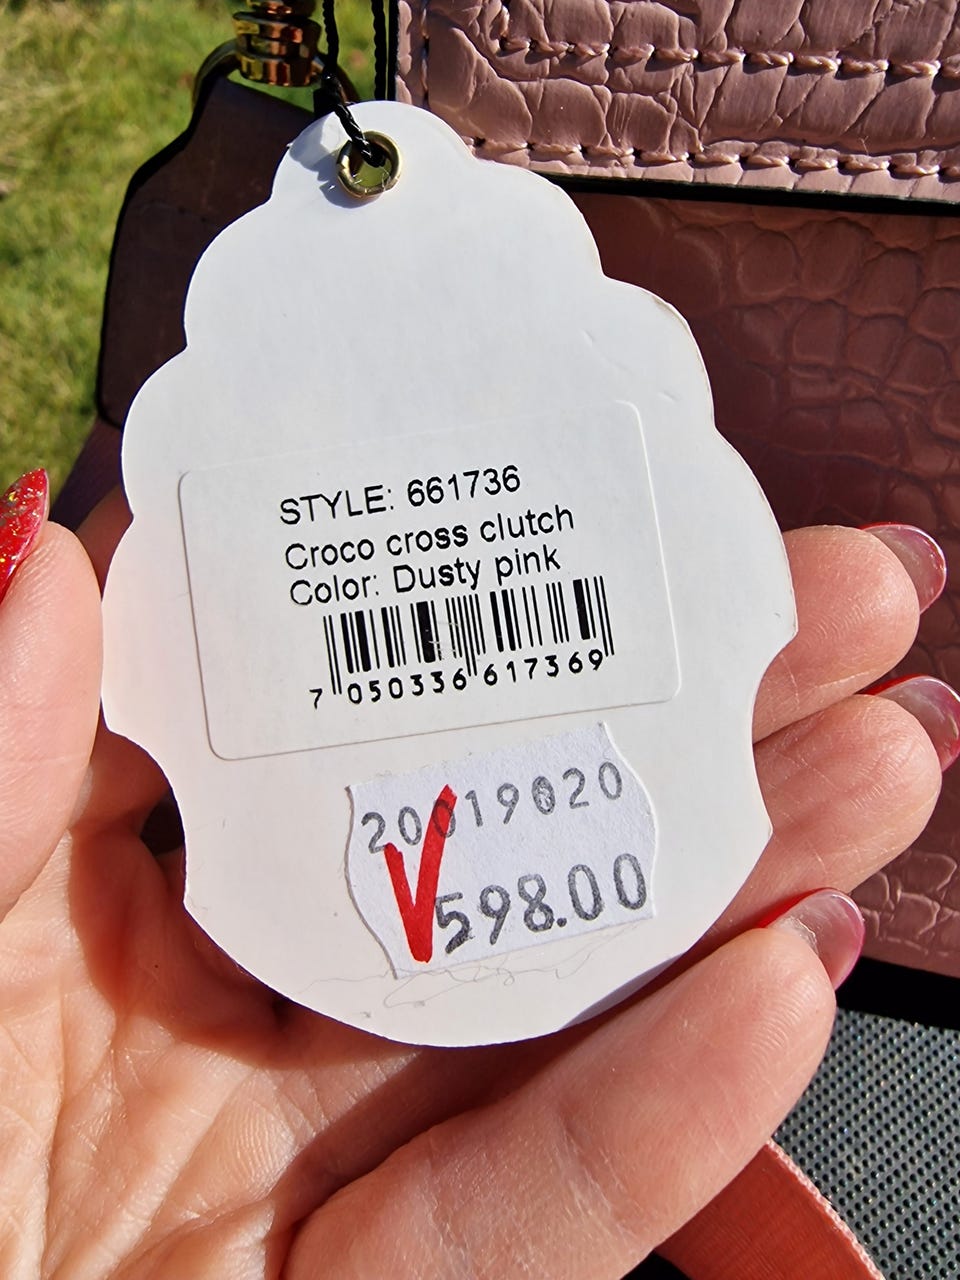 STYLE: 661736
Croco cross clutch
Color: Dusty pink
7 050336 617369
20019020
598.00